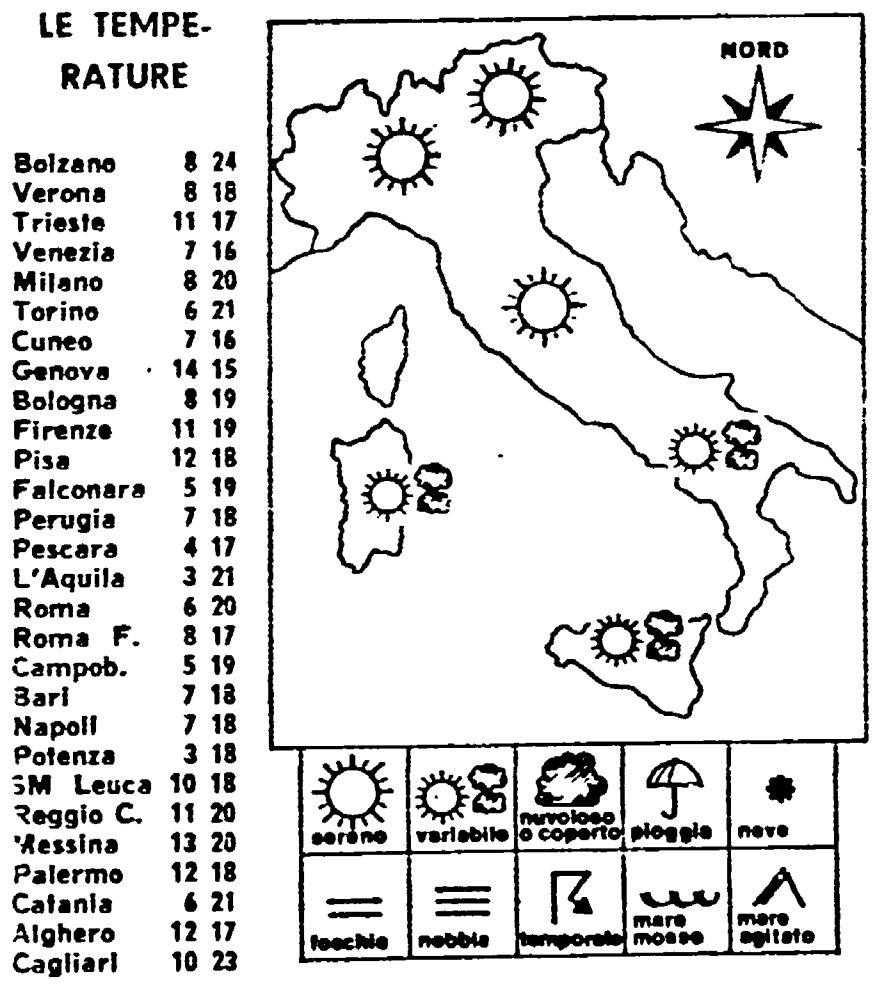 LE TEMPE-
RATURE
Bolzano 8 24
Verona 8 18
Trieste 11 17
Venezia 7 16
Milano 8 20
Torino 6 21
Cuneo 7 16
Genova 14 15
Bologna 8 19
Firenze 11 19
Pisa 12 18
Falconara 5 19
Perugia 7 18
Pescara 4 17
L'Aquila 3 21
Roma 6 20
Roma F. 8 17
Campob. 5 19
Bari 7 18
Napoli 7 18
Potenza 3 18
SM Leuca 10 18
Reggio C. 11 20
Messina 13 20
Palermo 12 18
Catania 6 21
Alghero 12 17
Cagliari 10 23
NORD
sereno
variabile
nuvoloso
o coperto
pioggia
neve
foschia
nebbia
temporale
mare
mosso
mare
agitato